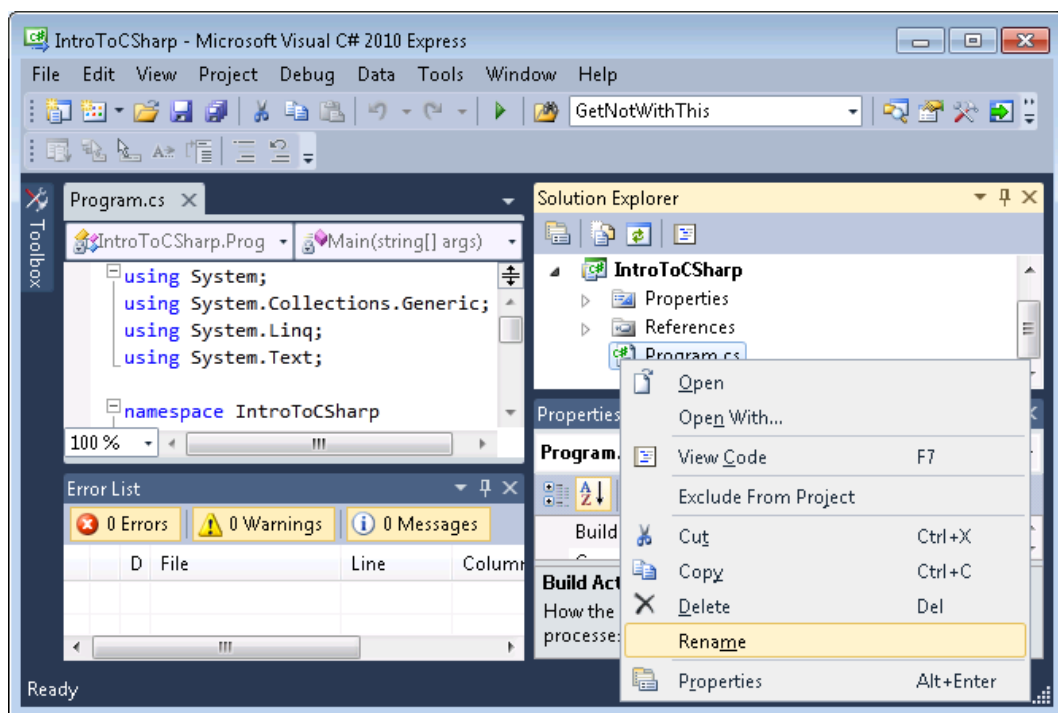 IntroToCSharp - Microsoft Visual C# 2010 Express
File Edit View Project Debug Data Tools Window Help
GetNotWithThis
Toolbox
Program.cs
IntroToCSharp.Prog
Main(string[] args)
using System;
using System.Collections.Generic;
using System.Linq;
using System.Text;
namespace IntroToCSharp
100 %
Error List
0 Errors 0 Warnings 0 Messages
D File Line Column
Solution Explorer
IntroToCSharp
Properties
References
Program.cs
Properties
Program.
Build
Build Act
How the
processe
Open
Open With...
View Code F7
Exclude From Project
Cut Ctrl+X
Copy Ctrl+C
Delete Del
Rename
Properties Alt+Enter
Ready